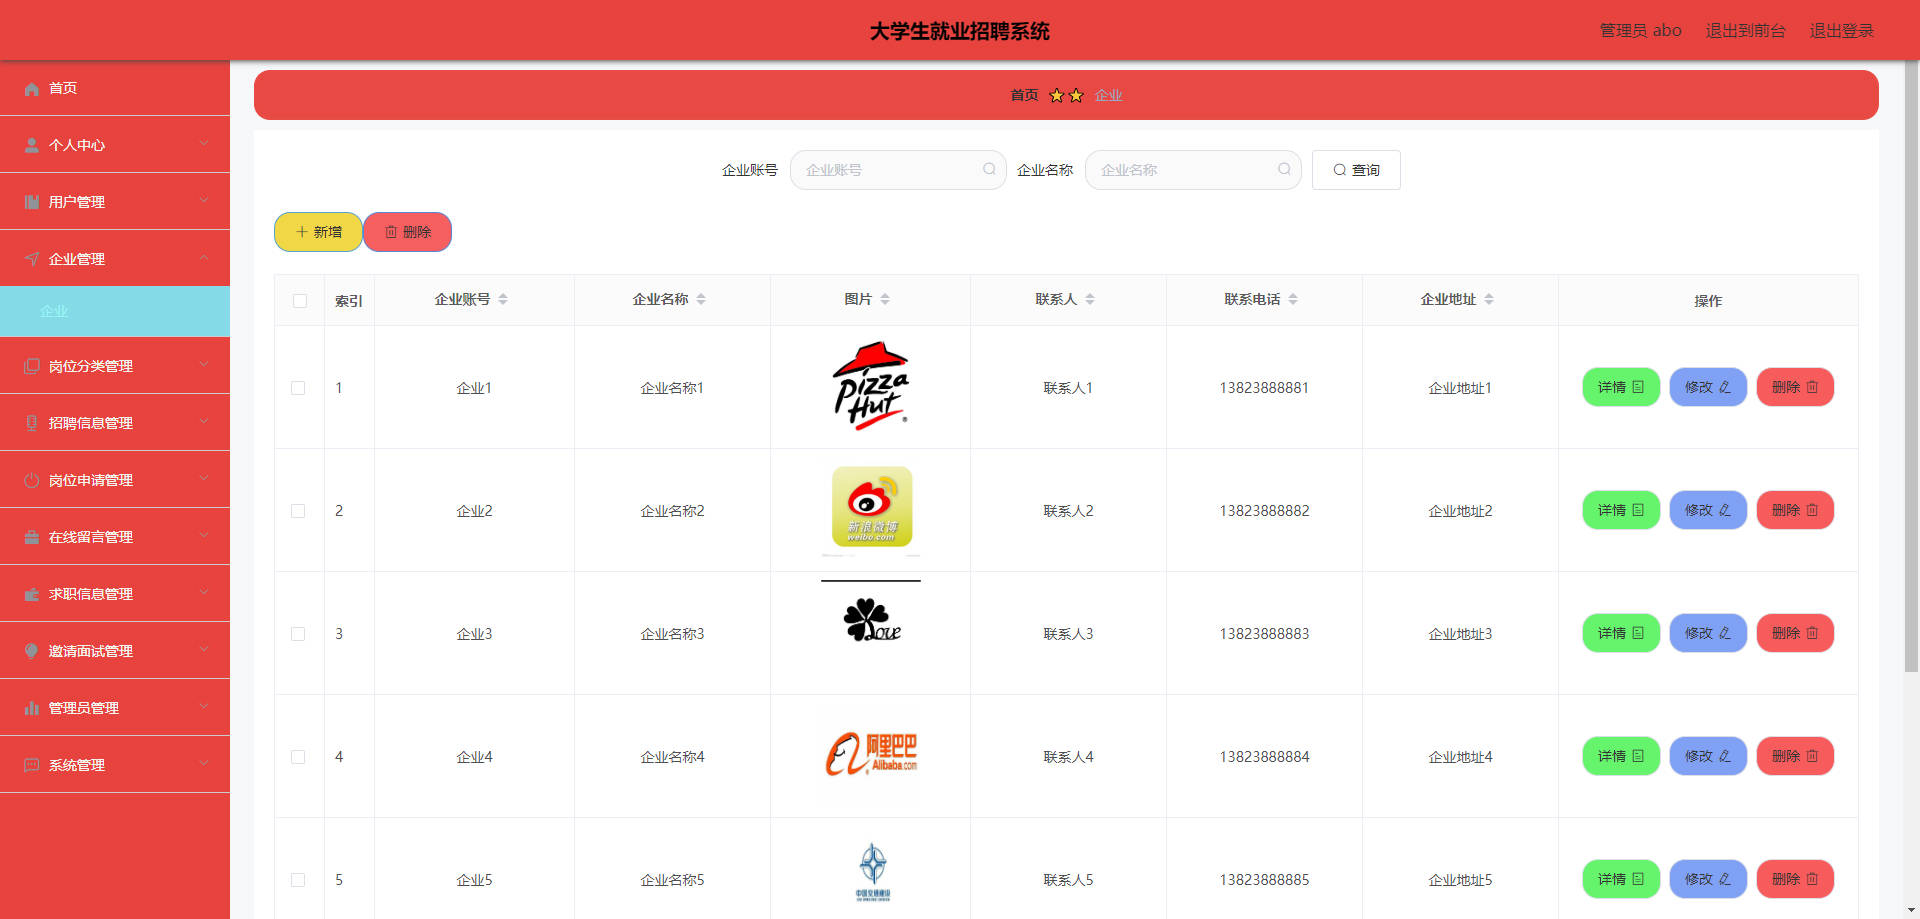 大学生就业招聘系统
管理员 abo 退出到前台 退出登录
首页
个人中心
用户管理
企业管理
企业
岗位分类管理
招聘信息管理
岗位申请管理
在线留言管理
求职信息管理
邀请面试管理
管理员管理
系统管理
首页 企业
企业账号 企业账号 企业名称 企业名称 查询
新增 删除
索引 企业账号 企业名称 图片 联系人 联系电话 企业地址 操作
1 企业1 企业名称1 Pizza Hut 联系人1 13823888881 企业地址1 详情 修改 删除
2 企业2 企业名称2 新浪微博 weibo.com 联系人2 13823888882 企业地址2 详情 修改 删除
3 企业3 企业名称3 Love 联系人3 13823888883 企业地址3 详情 修改 删除
4 企业4 企业名称4 阿里巴巴 Alibaba.com 联系人4 13823888884 企业地址4 详情 修改 删除
5 企业5 企业名称5 中国交通建设 联系人5 13823888885 企业地址5 详情 修改 删除